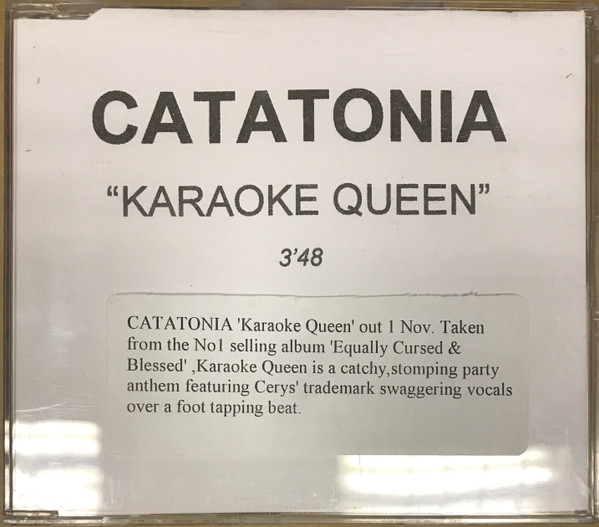 CATATONIA
“KARAOKE QUEEN”
3’48
CATATONIA 'Karaoke Queen' out 1 Nov. Taken
from the No1 selling album 'Equally Cursed &
Blessed' ,Karaoke Queen is a catchy,stomping party
anthem featuring Cerys' trademark swaggering vocals
over a foot tapping beat.